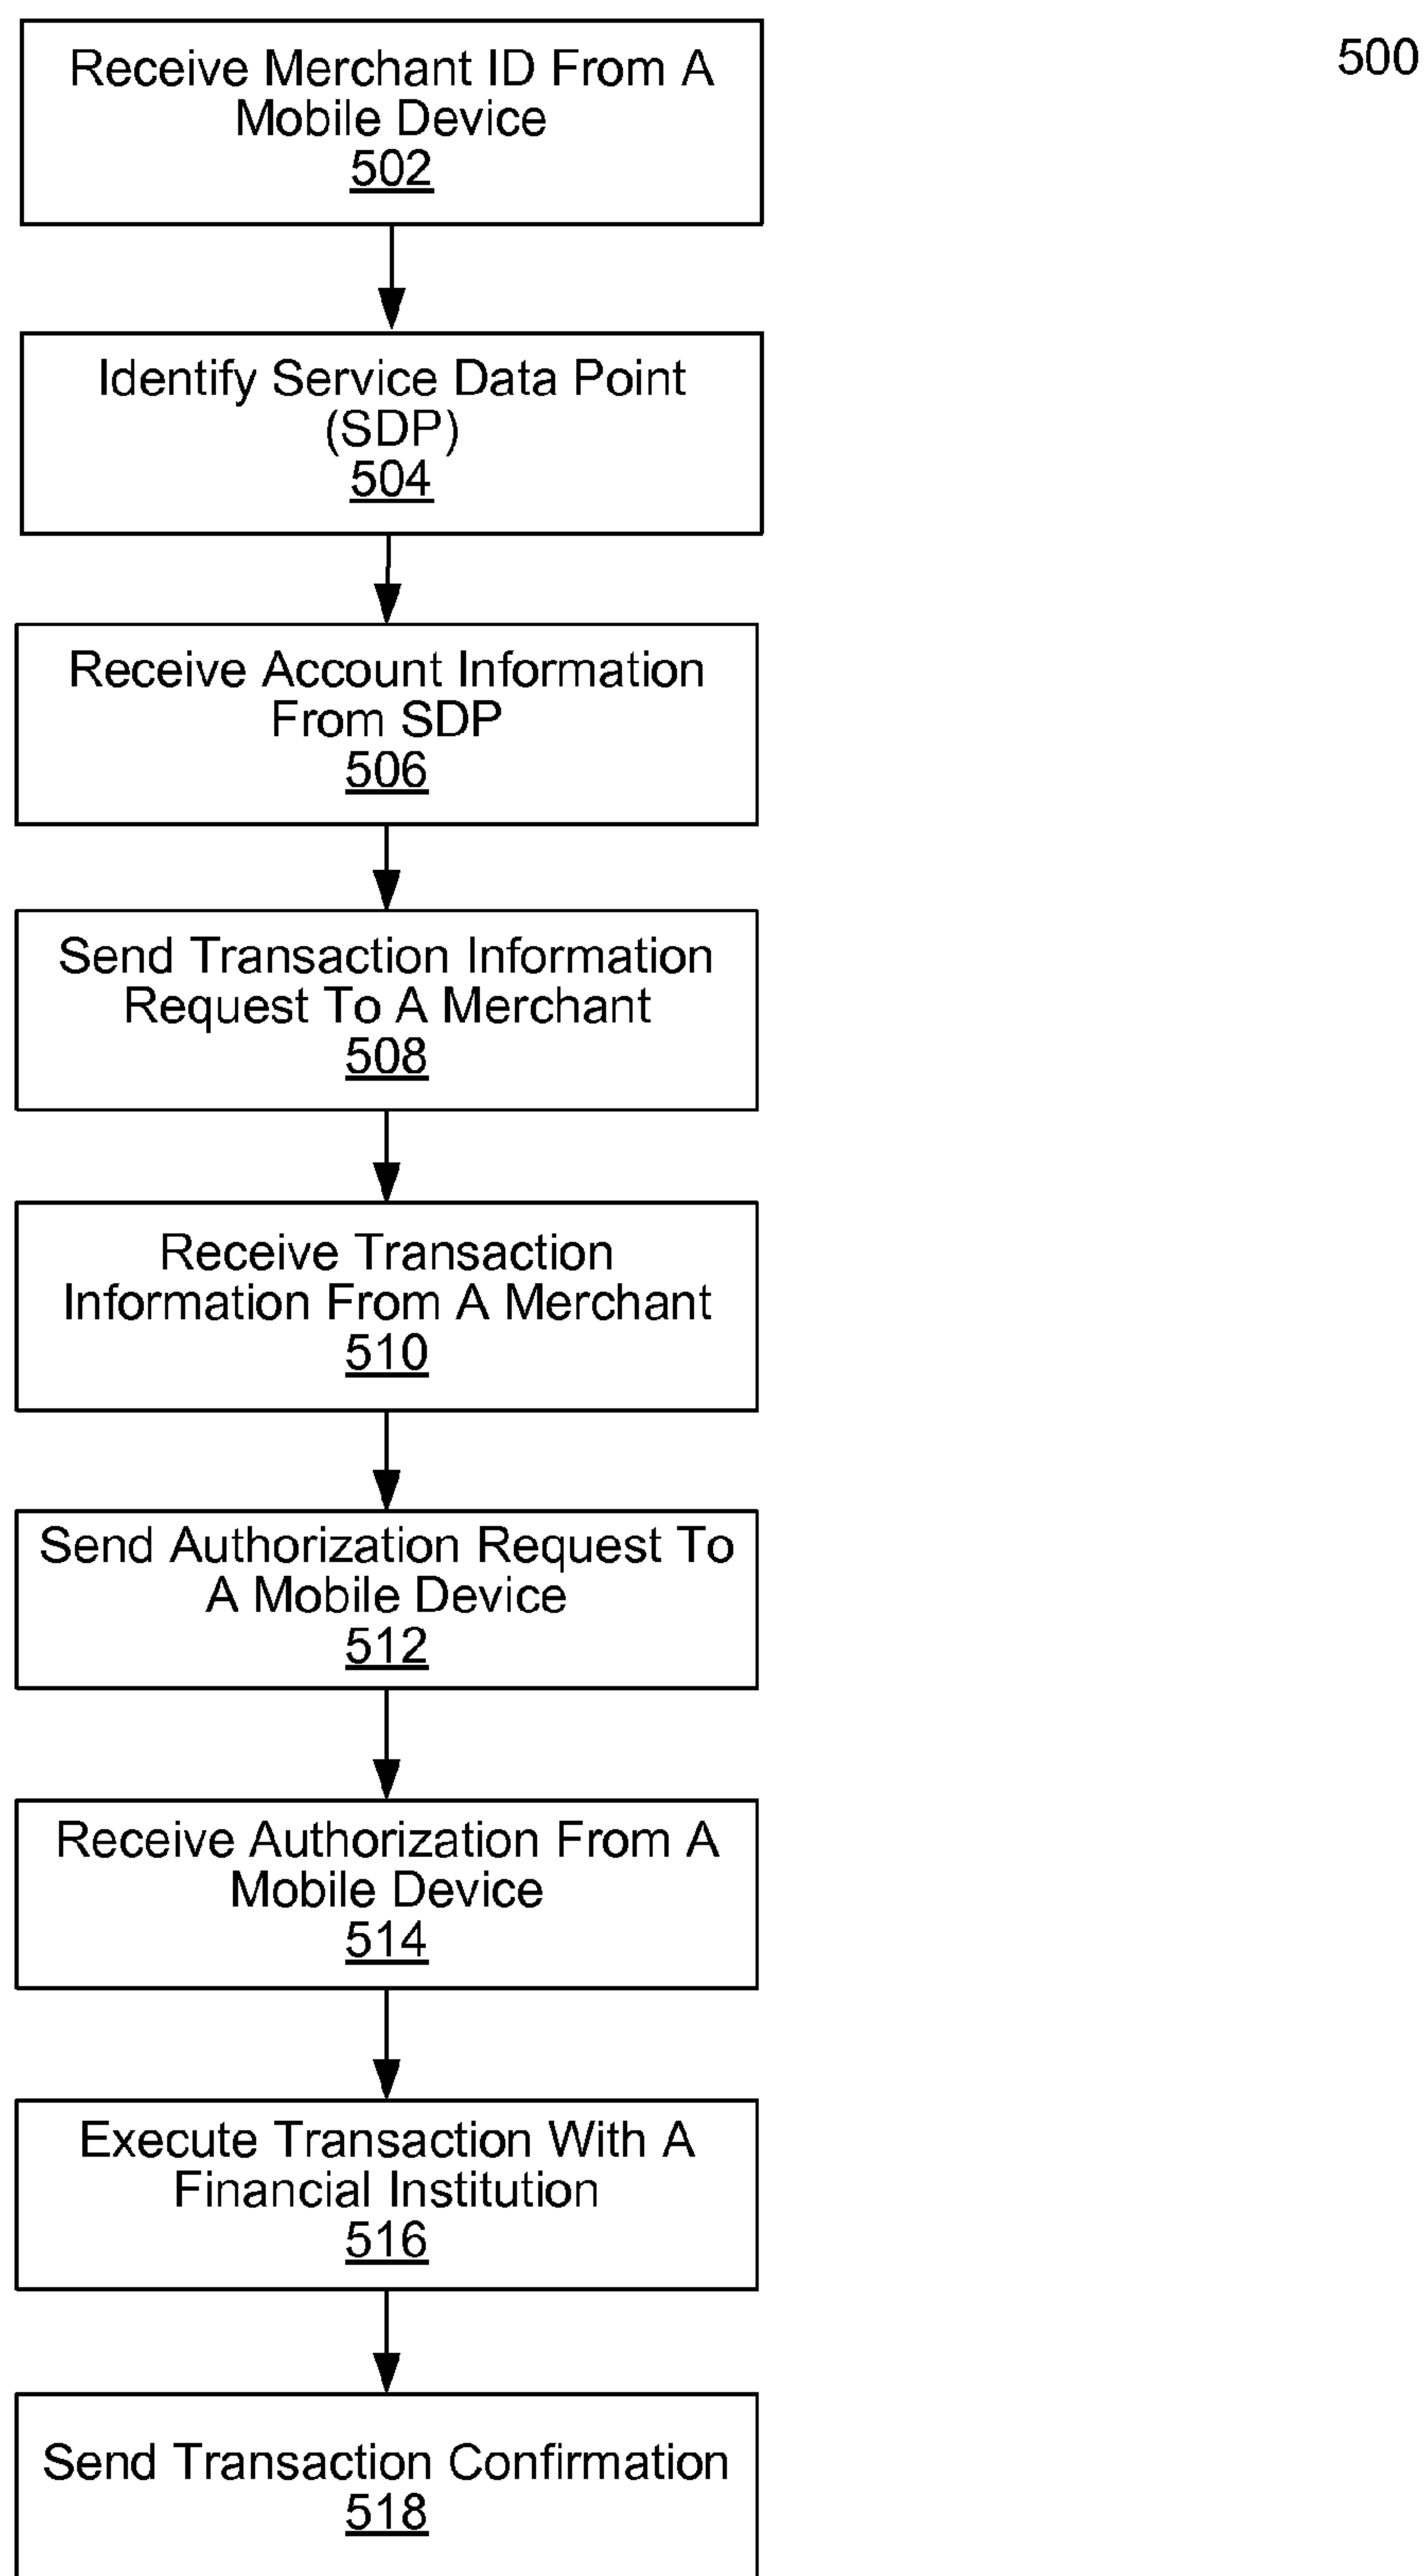 500
Receive Merchant ID From A
Mobile Device
502
Identify Service Data Point
(SDP)
504
Receive Account Information
From SDP
506
Send Transaction Information
Request To A Merchant
508
Receive Transaction
Information From A Merchant
510
Send Authorization Request To
A Mobile Device
512
Receive Authorization From A
Mobile Device
514
Execute Transaction With A
Financial Institution
516
Send Transaction Confirmation
518